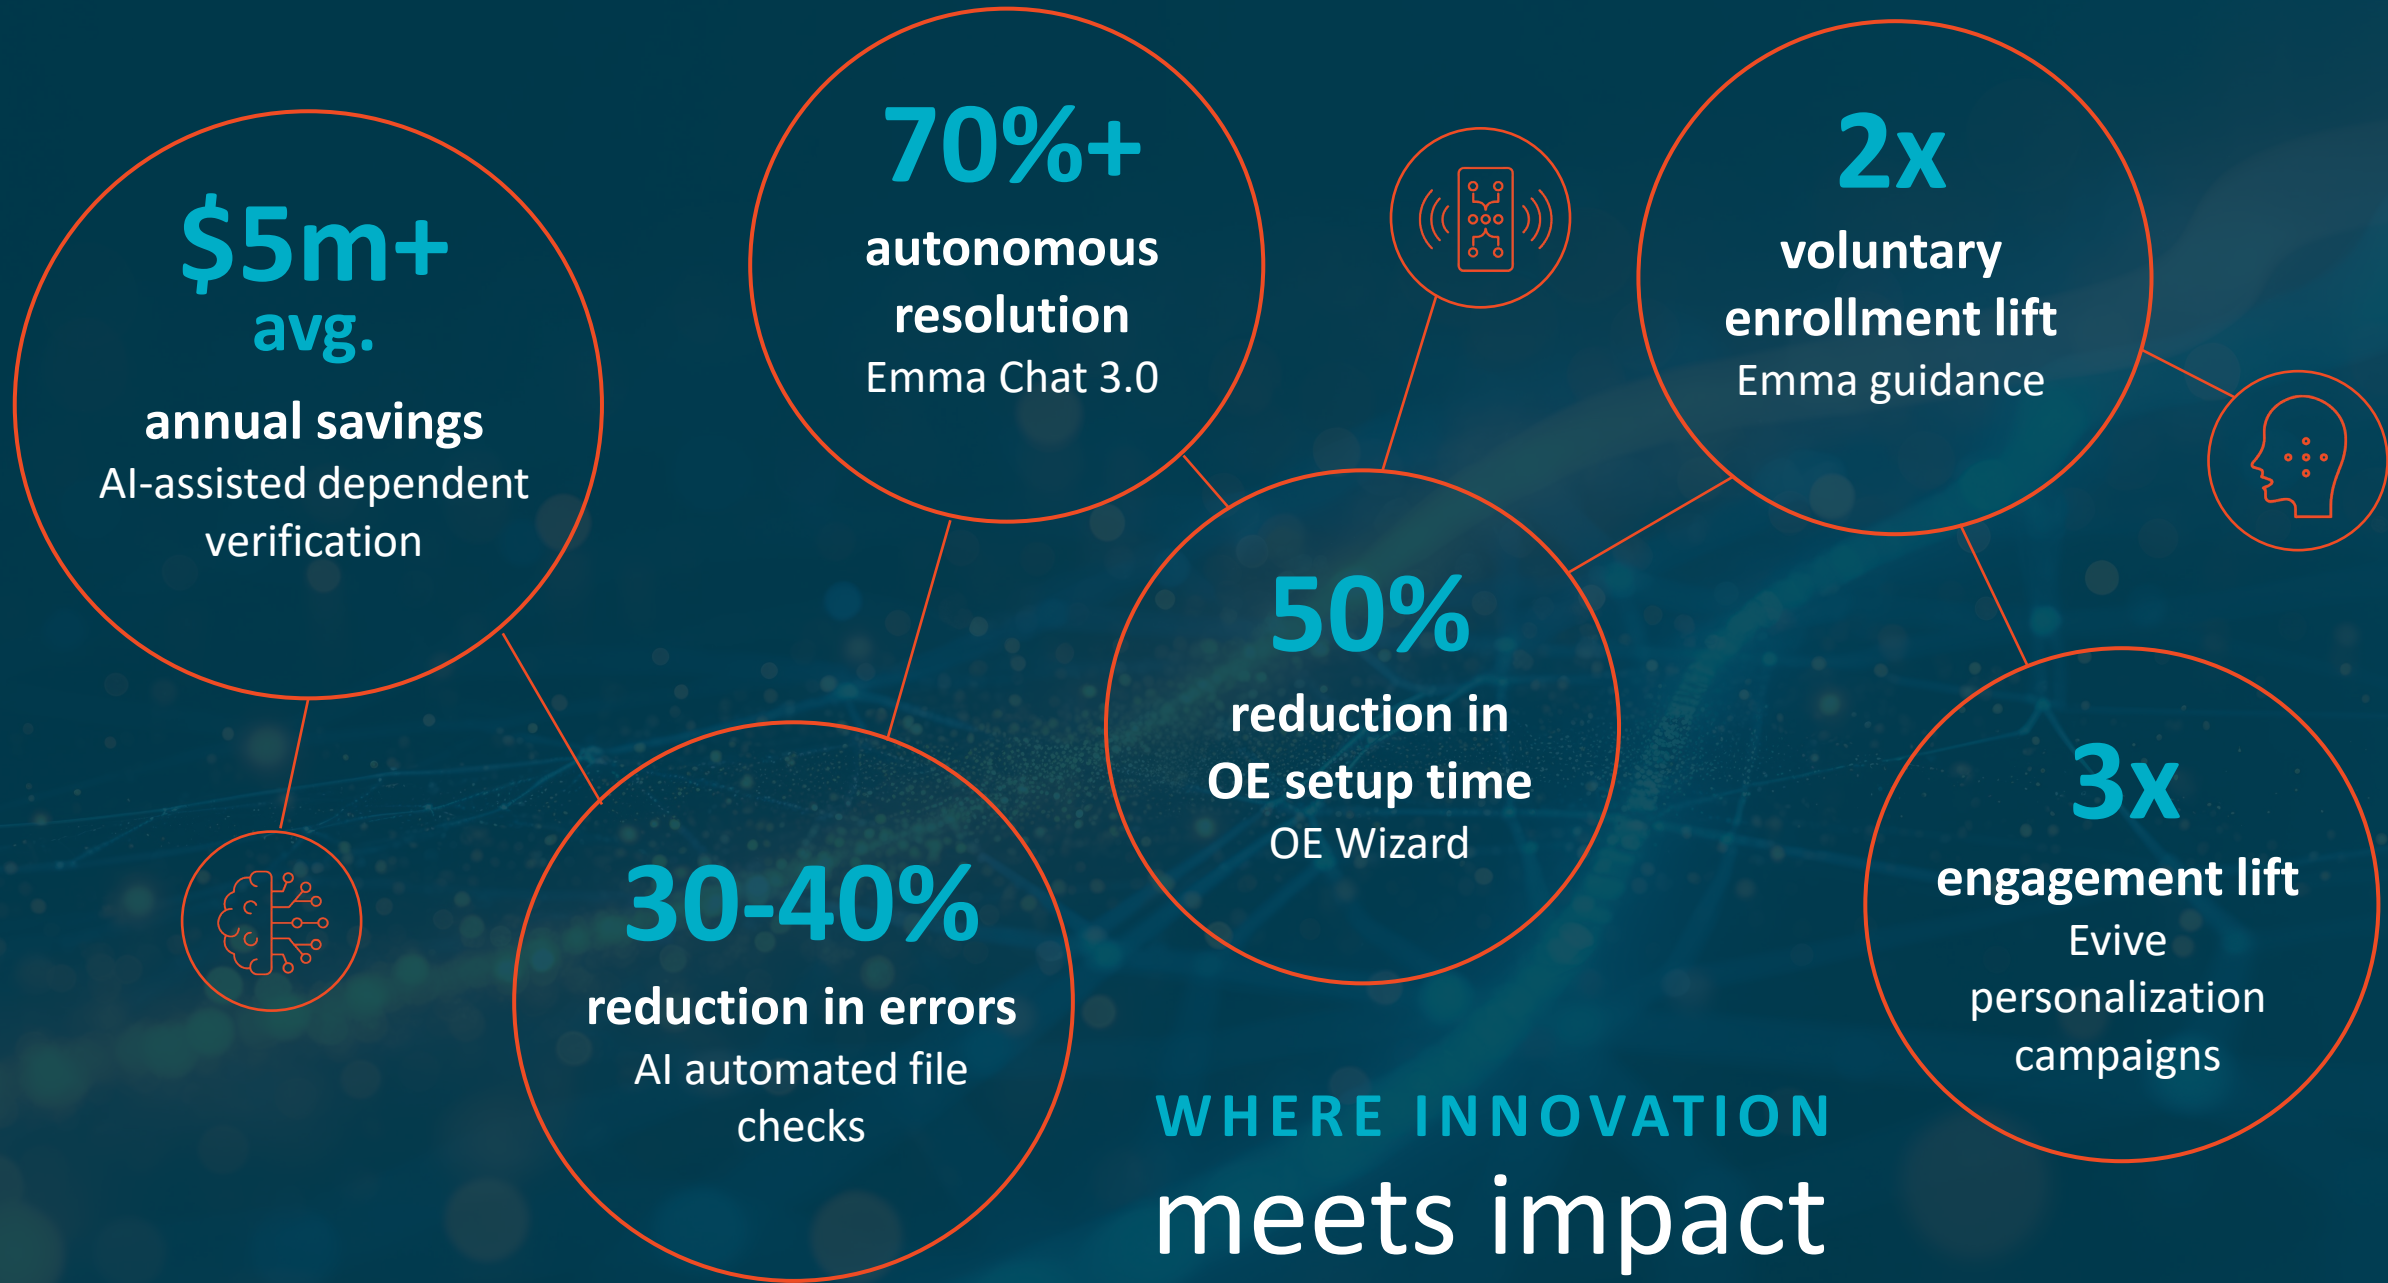 $5m+
avg.
annual savings
AI-assisted dependent
verification
70%+
autonomous
resolution
Emma Chat 3.0
2x
voluntary
enrollment lift
Emma guidance
30-40%
reduction in errors
AI automated file
checks
50%
reduction in
OE setup time
OE Wizard
3x
engagement lift
Evive
personalization
campaigns
WHERE INNOVATION
meets impact